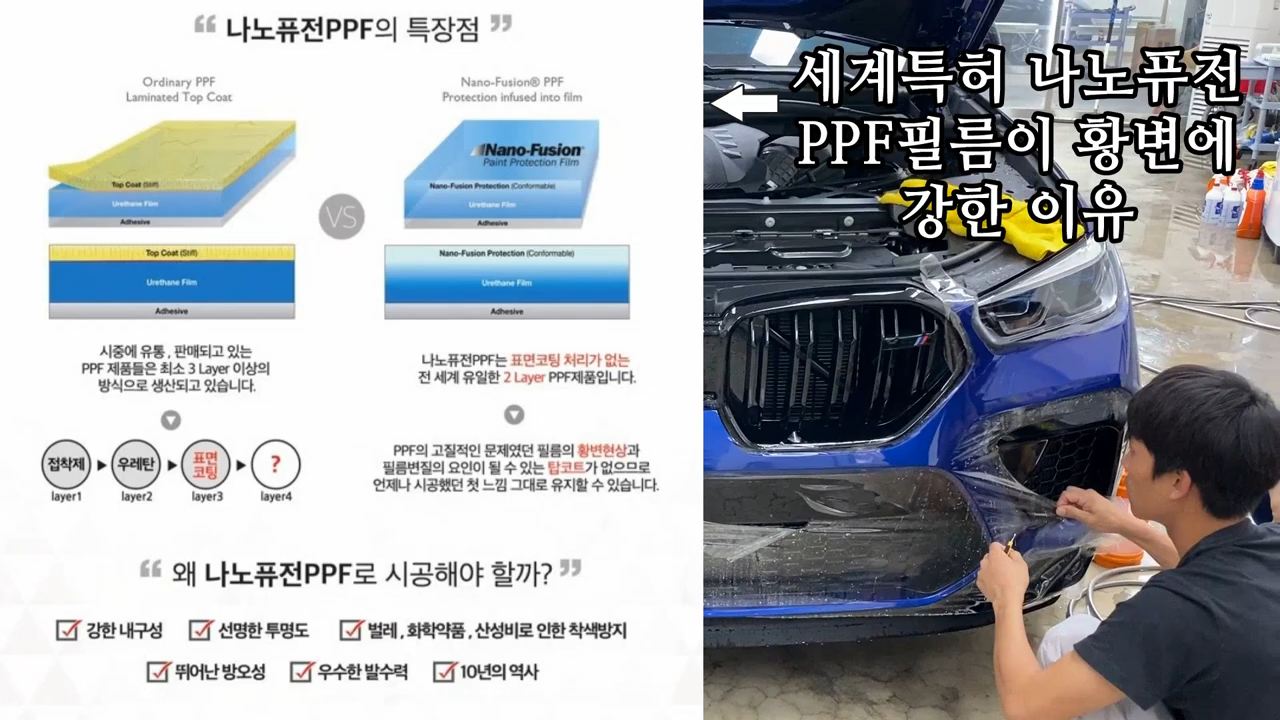 ❝ 나노퓨전PPF의 특장점 ❞
Ordinary PPF
Laminated Top Coat
Top Coat (Stiff)
Urethane Film
Adhesive
Top Coat (Stiff)
Urethane Film
Adhesive
VS
Nano-Fusion® PPF
Protection infused into film
Nano-Fusion
Paint Protection Film
Nano-Fusion Protection (Conformable)
Urethane Film
Adhesive
Nano-Fusion Protection (Conformable)
Urethane Film
Adhesive
시중에 유통 , 판매되고 있는
PPF 제품들은 최소 3 Layer 이상의
방식으로 생산되고 있습니다.
접착제 우레탄 표면 ?
코팅
layer1 layer2 layer3 layer4
나노퓨전PPF는 표면코팅 처리가 없는
전 세계 유일한 2 Layer PPF제품입니다.
PPF의 고질적인 문제였던 필름의 황변현상과
필름변질의 요인이 될 수 있는 탑코트가 없으므로
언제나 시공했던 첫 느낌 그대로 유지할 수 있습니다.
❝ 왜 나노퓨전PPF로 시공해야 할까? ❞
강한 내구성 선명한 투명도 벌레 , 화학약품 , 산성비로 인한 착색방지
뛰어난 방오성 우수한 발수력 10년의 역사
세계특허 나노퓨전
PPF필름이 황변에
강한 이유